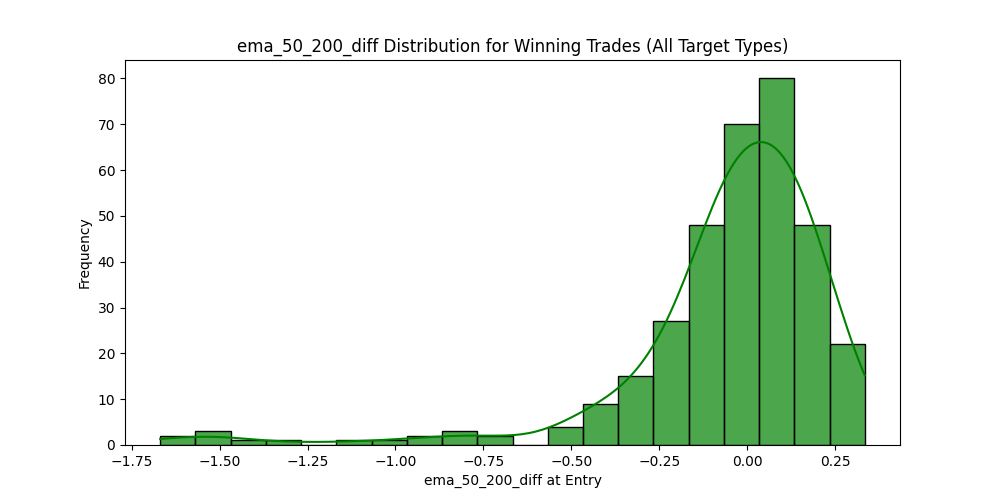 ema_50_200_diff Distribution for Winning Trades (All Target Types)
80
70
60
50
40
30
20
10
0
Frequency
−1.75 −1.50 −1.25 −1.00 −0.75 −0.50 −0.25 0.00 0.25
ema_50_200_diff at Entry